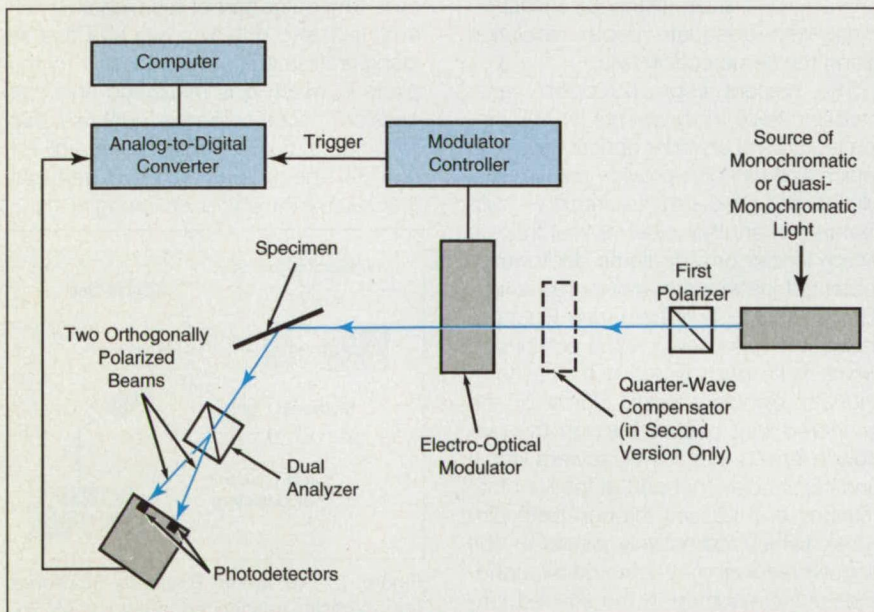 Computer
Analog-to-Digital
Converter
Trigger
Modulator
Controller
Source of
Monochromatic
or Quasi-
Monochromatic
Light
Specimen
First
Polarizer
Two Orthogonally
Polarized
Beams
Quarter-Wave
Compensator
(in Second
Version Only)
Electro-Optical
Modulator
Dual
Analyzer
Photodetectors